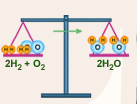 H H O
H H O
H H H H
O O
2H₂ + O₂
2H₂O